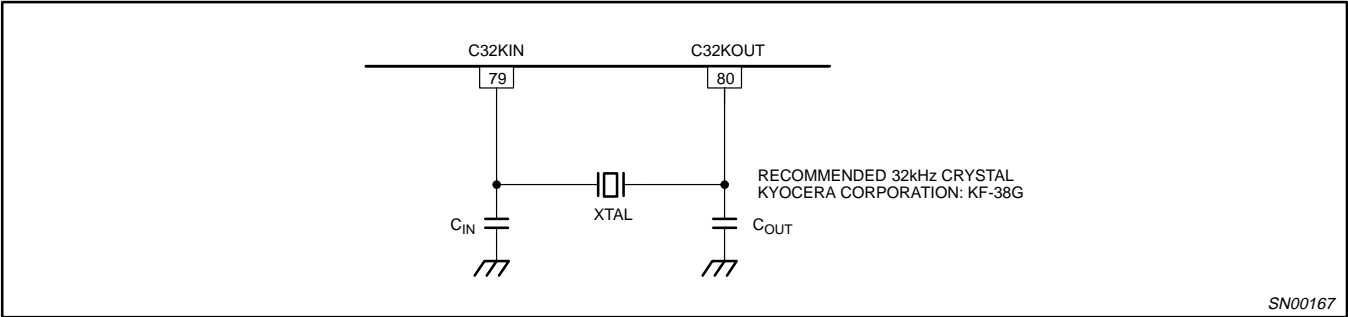 C32KIN C32KOUT
79 80
RECOMMENDED 32kHz CRYSTAL
KYOCERA CORPORATION: KF-38G
XTAL
CIN COUT
SN00167